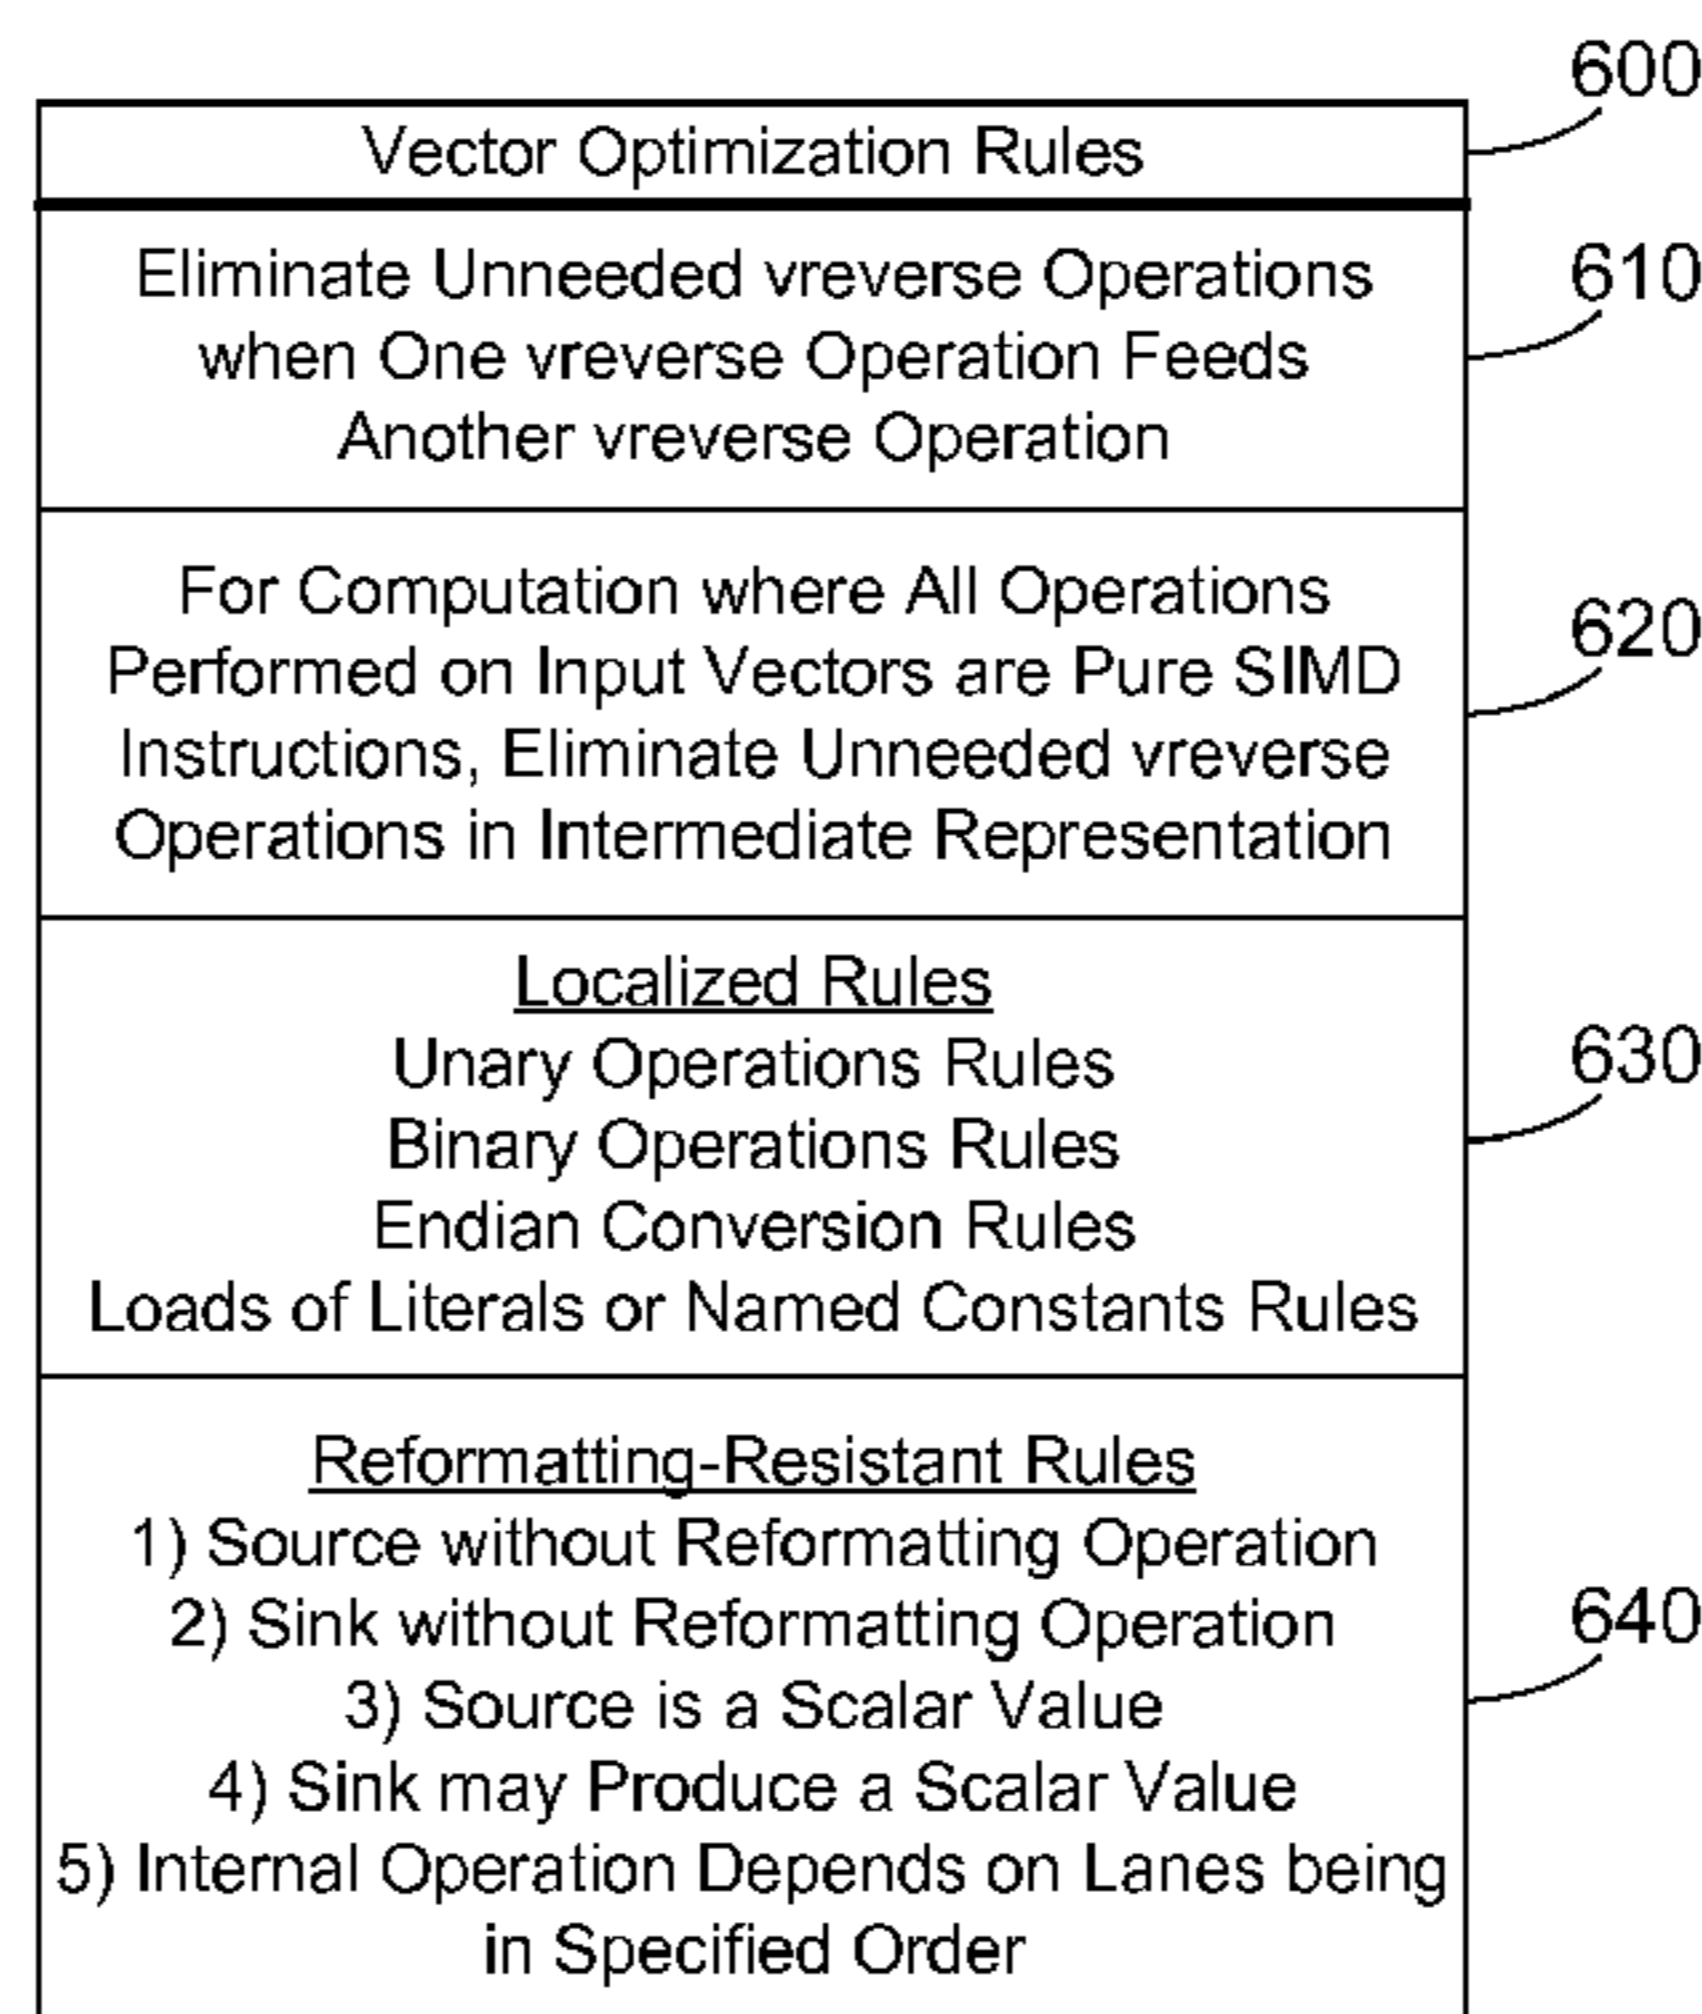 600
Vector Optimization Rules
610
Eliminate Unneeded vreverse Operations
when One vreverse Operation Feeds
Another vreverse Operation
620
For Computation where All Operations
Performed on Input Vectors are Pure SIMD
Instructions, Eliminate Unneeded vreverse
Operations in Intermediate Representation
630
Localized Rules
Unary Operations Rules
Binary Operations Rules
Endian Conversion Rules
Loads of Literals or Named Constants Rules
640
Reformatting-Resistant Rules
1) Source without Reformatting Operation
2) Sink without Reformatting Operation
3) Source is a Scalar Value
4) Sink may Produce a Scalar Value
5) Internal Operation Depends on Lanes being
in Specified Order